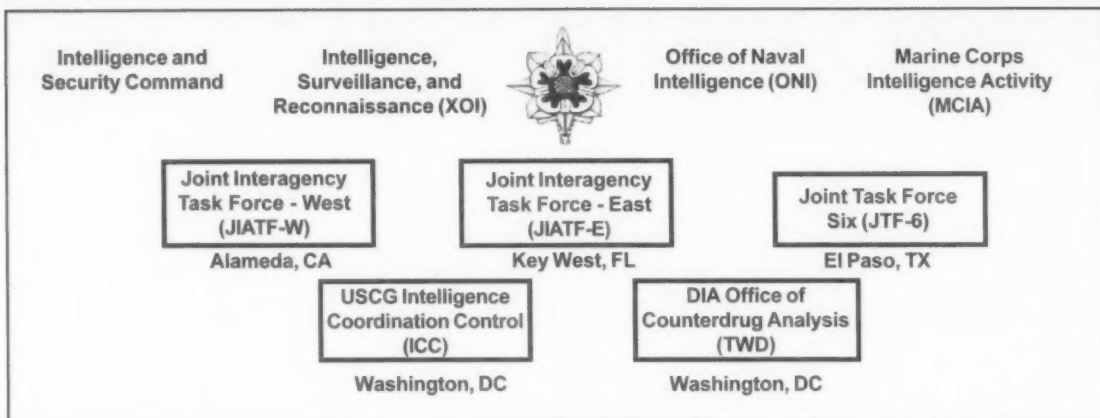 Intelligence and
Security Command
Intelligence,
Surveillance, and
Reconnaissance (XOI)
Office of Naval
Intelligence (ONI)
Marine Corps
Intelligence Activity
(MCIA)
Joint Interagency
Task Force - West
(JIATF-W)
Alameda, CA
Joint Interagency
Task Force - East
(JIATF-E)
Key West, FL
Joint Task Force
Six (JTF-6)
El Paso, TX
USCG Intelligence
Coordination Control
(ICC)
Washington, DC
DIA Office of
Counterdrug Analysis
(TWD)
Washington, DC